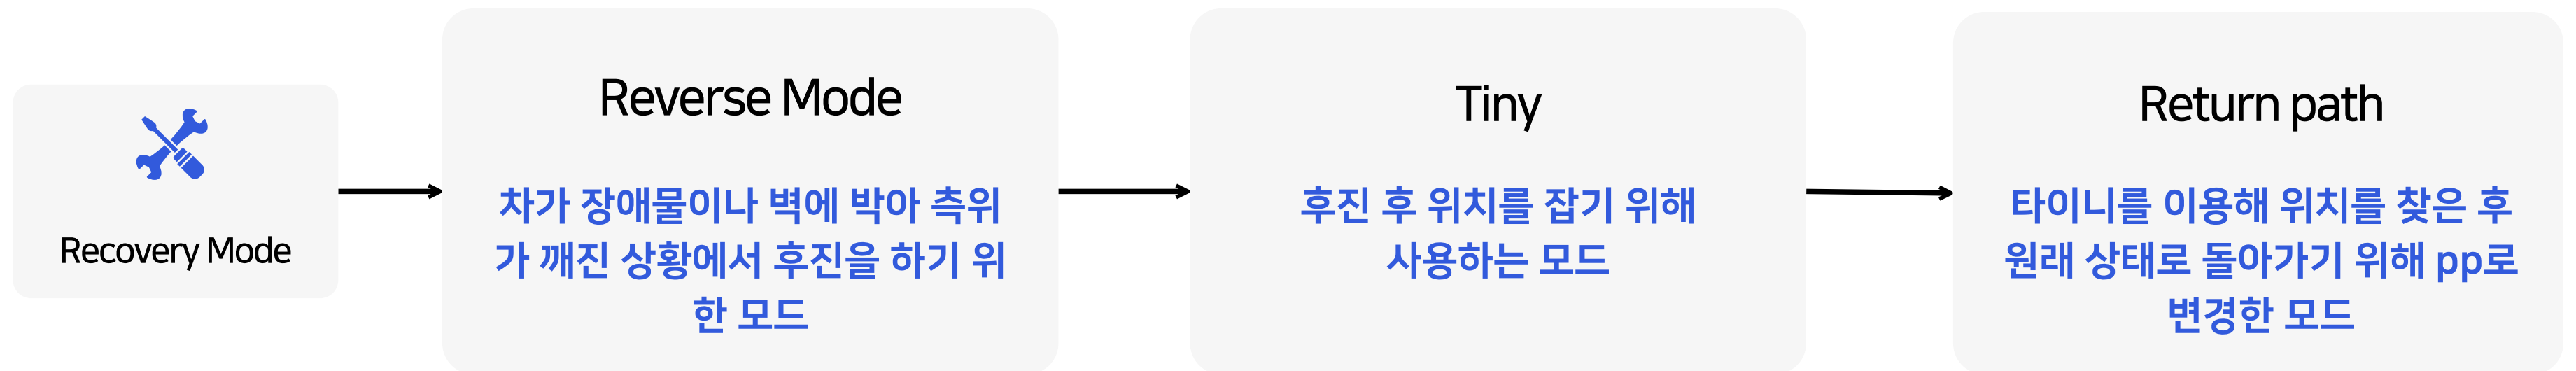 Recovery Mode
Reverse Mode
차가 장애물이나 벽에 박아 측위
가 깨진 상황에서 후진을 하기 위
한 모드
Tiny
후진 후 위치를 잡기 위해
사용하는 모드
Return path
타이니를 이용해 위치를 찾은 후
원래 상태로 돌아가기 위해 pp로
변경한 모드